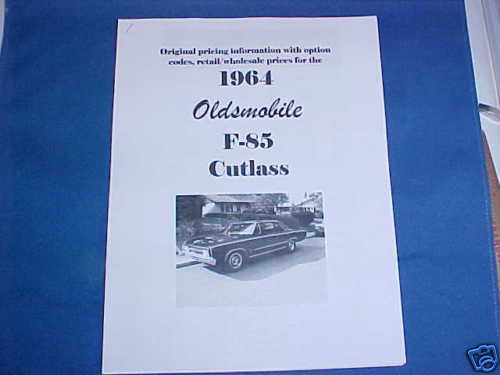 Original pricing information with option
codes, retail/wholesale prices for the
1964
Oldsmobile
F-85
Cutlass